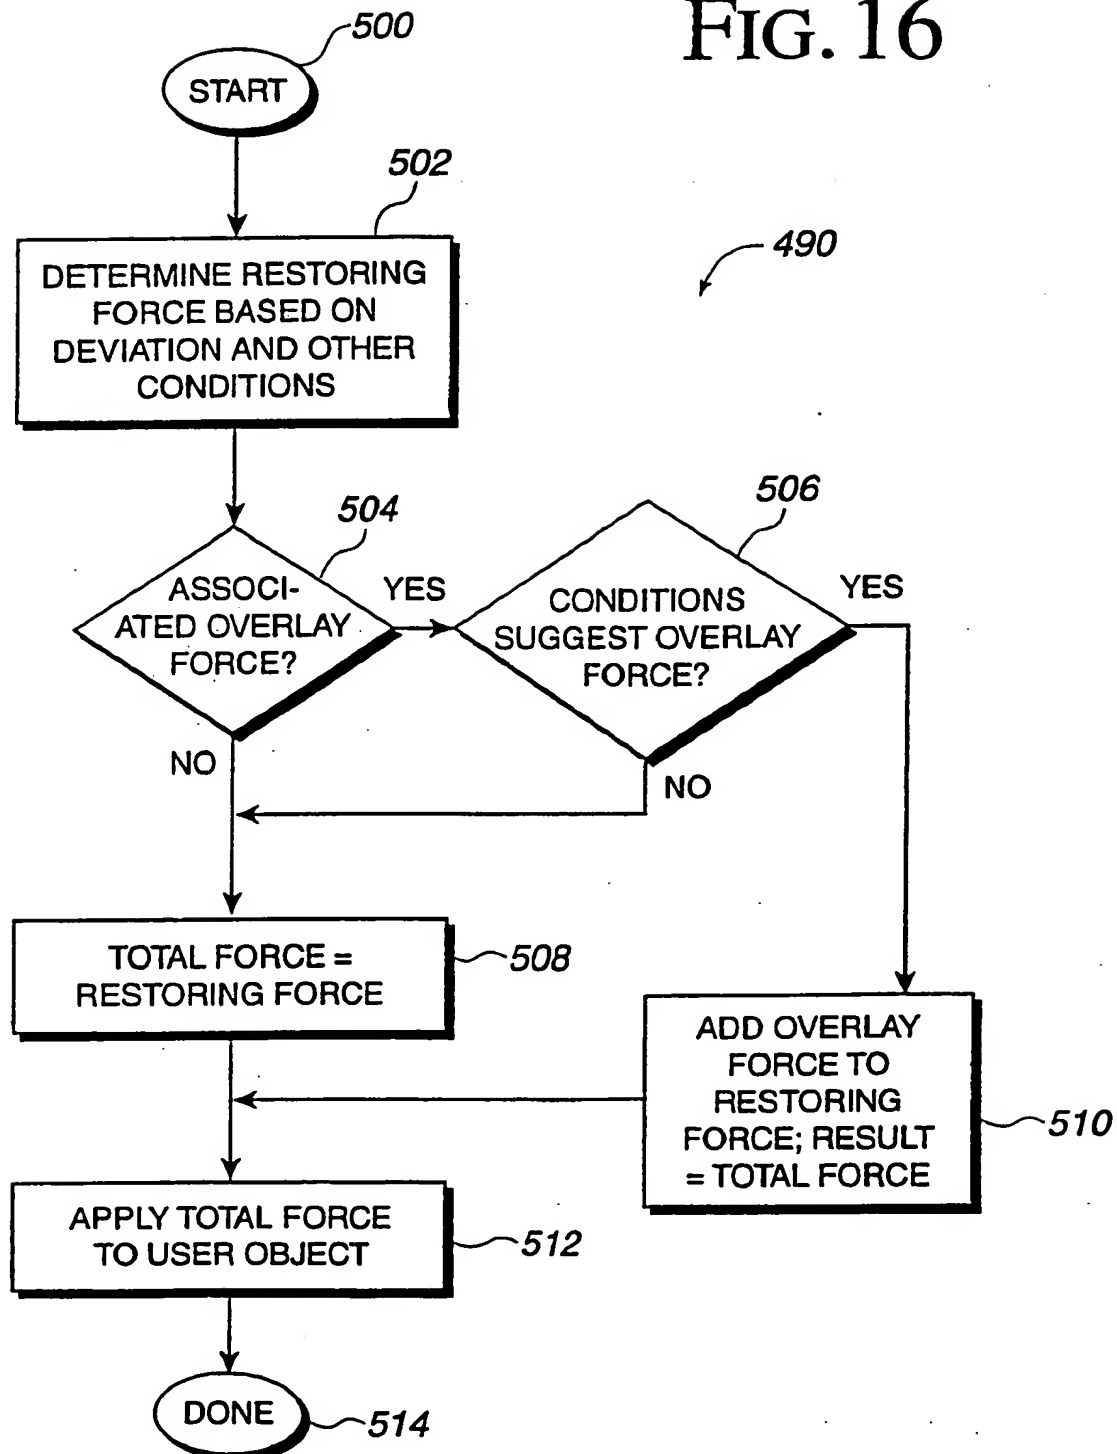 FIG. 16
500
START
502
490
DETERMINE RESTORING
FORCE BASED ON
DEVIATION AND OTHER
CONDITIONS
504
506
ASSOCI-
ATED OVERLAY
FORCE?
YES
CONDITIONS
SUGGEST OVERLAY
FORCE?
YES
NO
NO
TOTAL FORCE =
RESTORING FORCE
508
ADD OVERLAY
FORCE TO
RESTORING
FORCE; RESULT
= TOTAL FORCE
510
APPLY TOTAL FORCE
TO USER OBJECT
512
DONE
514